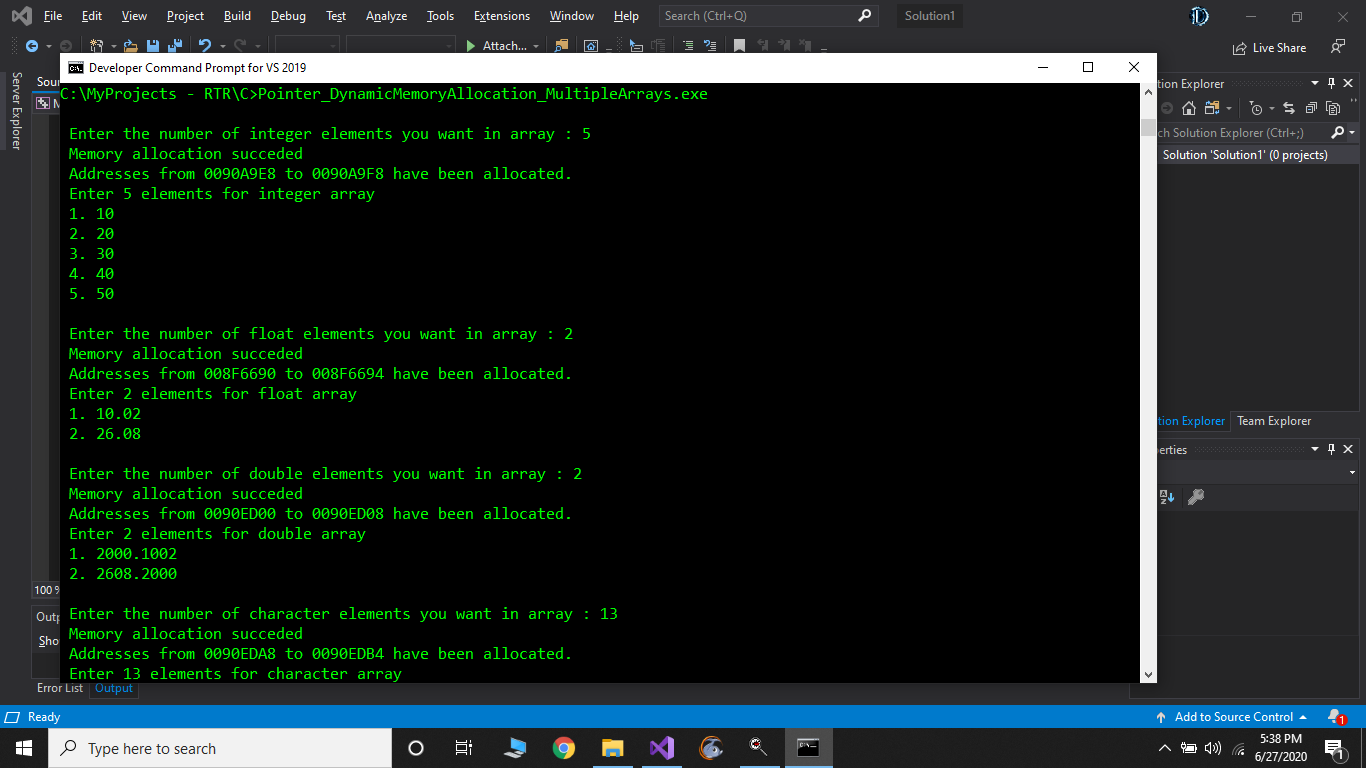 File Edit View Project Build Debug Test Analyze Tools Extensions Window Help Search (Ctrl+Q) Solution1
Attach... Live Share
Developer Command Prompt for VS 2019
C:\MyProjects - RTR\C>Pointer_DynamicMemoryAllocation_MultipleArrays.exe
Enter the number of integer elements you want in array : 5
Memory allocation succeded
Addresses from 0090A9E8 to 0090A9F8 have been allocated.
Enter 5 elements for integer array
1. 10
2. 20
3. 30
4. 40
5. 50
Enter the number of float elements you want in array : 2
Memory allocation succeded
Addresses from 008F6690 to 008F6694 have been allocated.
Enter 2 elements for float array
1. 10.02
2. 26.08
Enter the number of double elements you want in array : 2
Memory allocation succeded
Addresses from 0090ED00 to 0090ED08 have been allocated.
Enter 2 elements for double array
1. 2000.1002
2. 2608.2000
Enter the number of character elements you want in array : 13
Memory allocation succeded
Addresses from 0090EDA8 to 0090EDB4 have been allocated.
Enter 13 elements for character array
Server Explorer
Sou
M
100 %
Outp
Sho
Error List Output
tion Explorer
ch Solution Explorer (Ctrl+;)
Solution 'Solution1' (0 projects)
tion Explorer Team Explorer
erties
Ready Add to Source Control 1
Type here to search
5:38 PM
6/27/2020
1